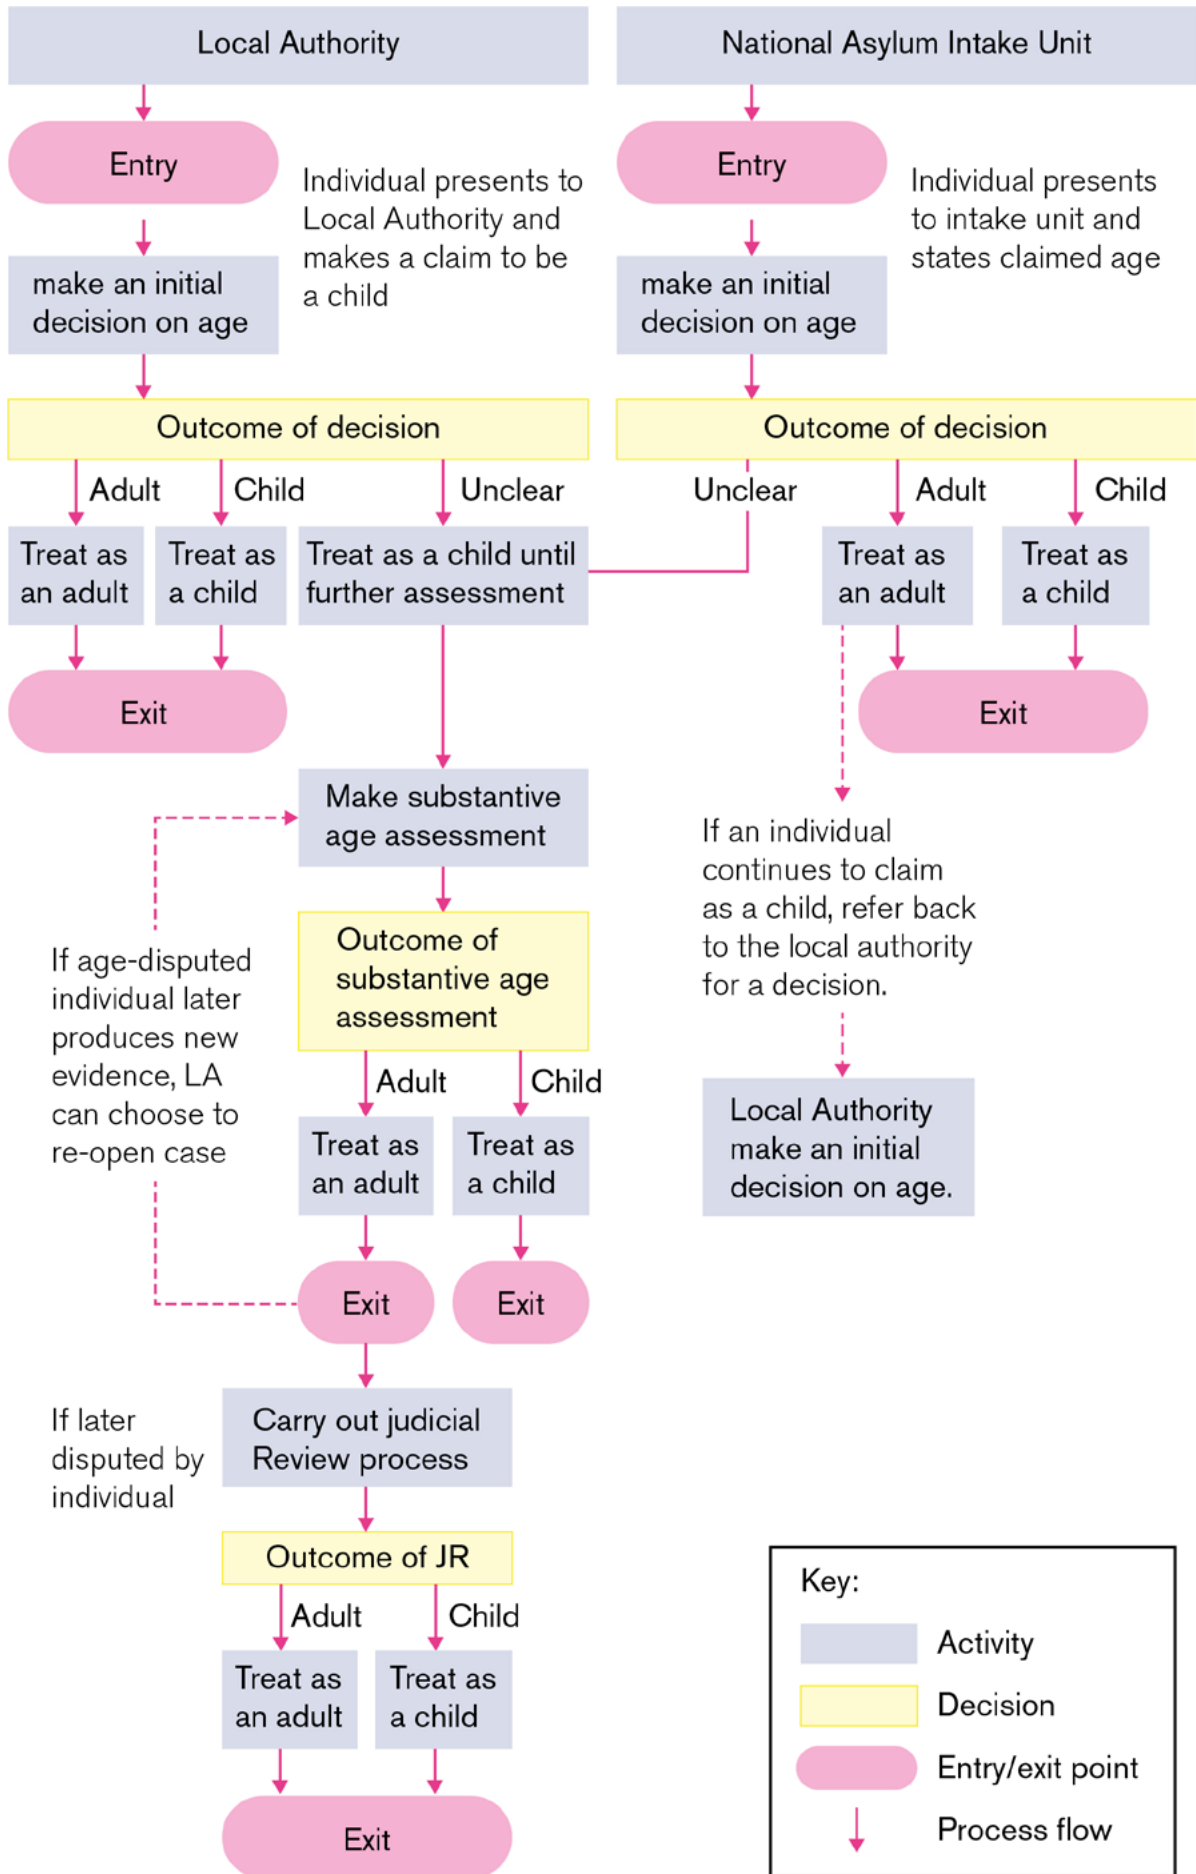 Local Authority
National Asylum Intake Unit
Entry
Individual presents to
Local Authority and
makes a claim to be
a child
make an initial
decision on age
Entry
Individual presents
to intake unit and
states claimed age
make an initial
decision on age
Outcome of decision
Adult
Child
Unclear
Treat as
an adult
Treat as
a child
Treat as a child until
further assessment
Exit
Outcome of decision
Unclear
Adult
Child
Treat as
an adult
Treat as
a child
Exit
If an individual
continues to claim
as a child, refer back
to the local authority
for a decision.
Local Authority
make an initial
decision on age.
Make substantive
age assessment
Outcome of
substantive age
assessment
If age-disputed
individual later
produces new
evidence, LA
can choose to
re-open case
Adult
Child
Treat as
an adult
Treat as
a child
Exit
Exit
If later
disputed by
individual
Carry out judicial
Review process
Outcome of JR
Adult
Child
Treat as
an adult
Treat as
a child
Exit
Key:
Activity
Decision
Entry/exit point
Process flow